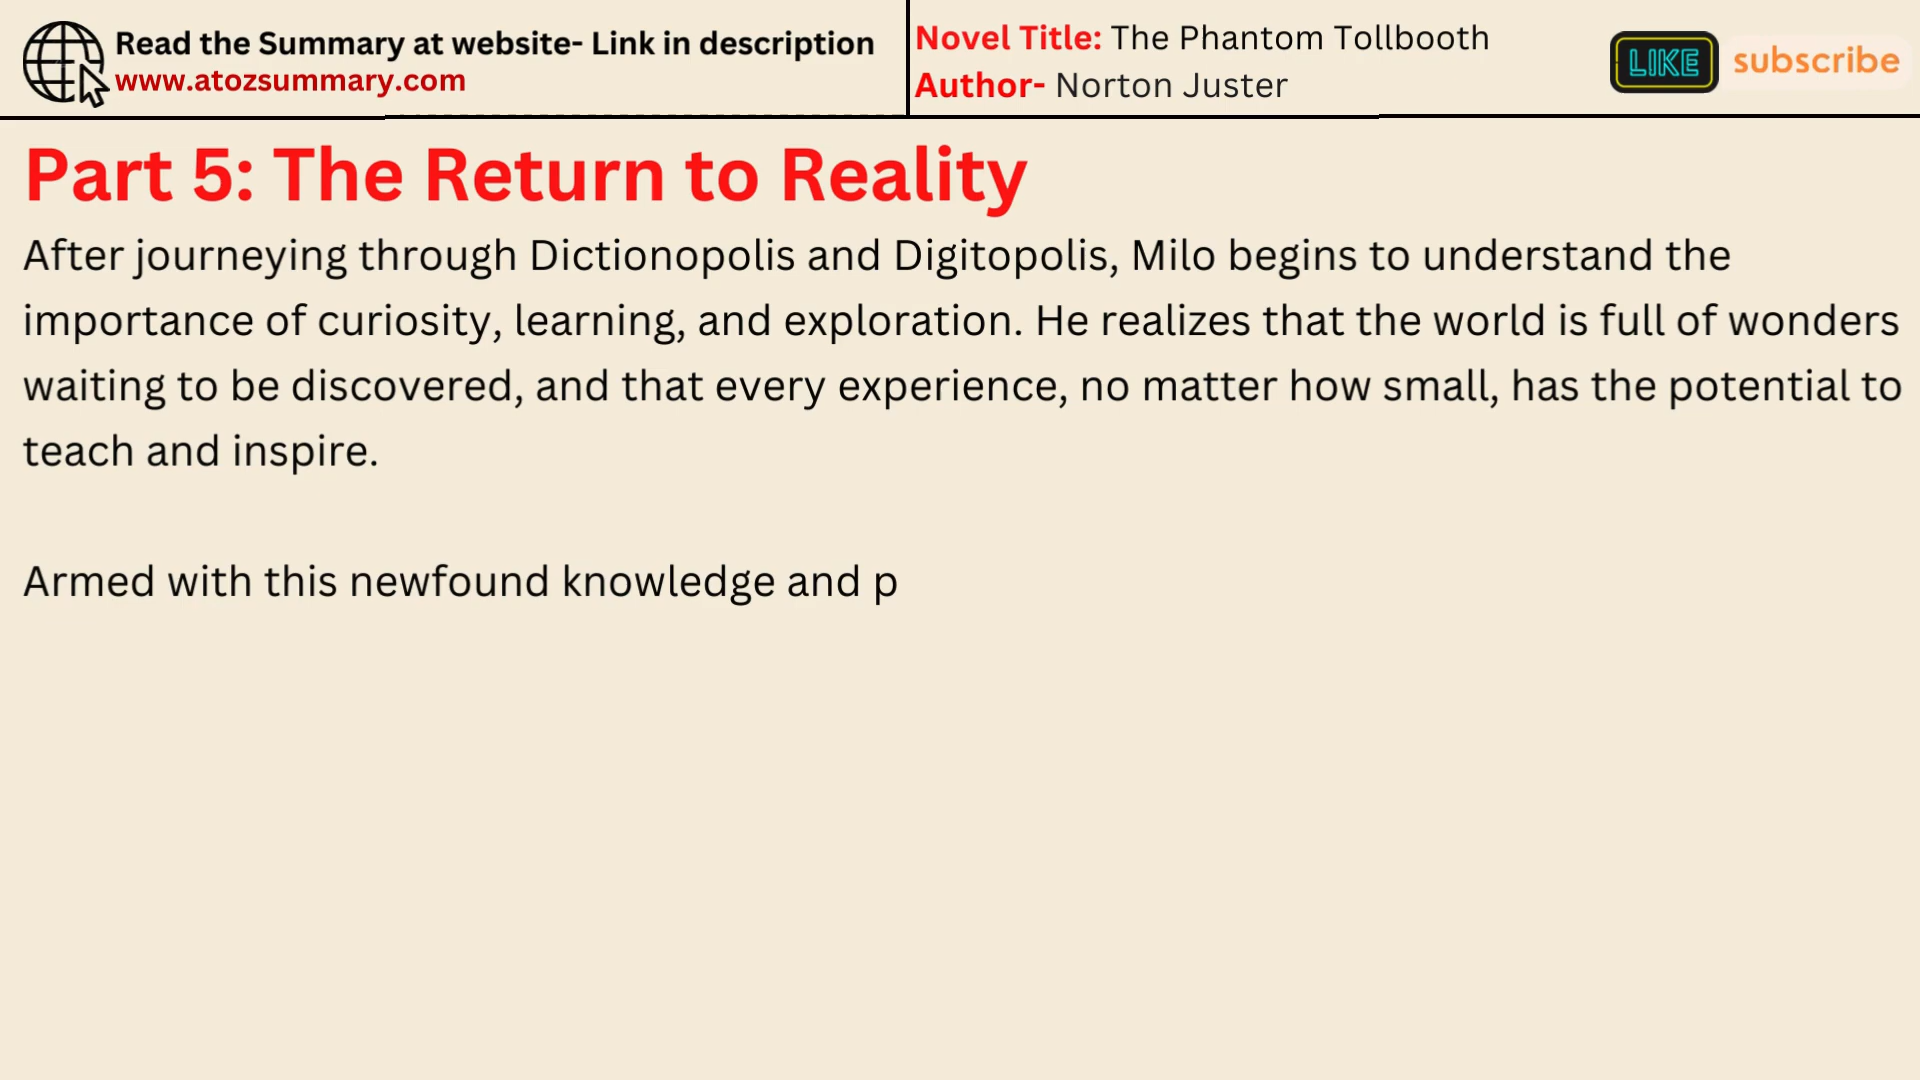 Read the Summary at website- Link in description
www.atozsummary.com
Novel Title: The Phantom Tollbooth
Author- Norton Juster
LIKE
subscribe
Part 5: The Return to Reality
After journeying through Dictionopolis and Digitopolis, Milo begins to understand the
importance of curiosity, learning, and exploration. He realizes that the world is full of wonders
waiting to be discovered, and that every experience, no matter how small, has the potential to
teach and inspire.
Armed with this newfound knowledge and p